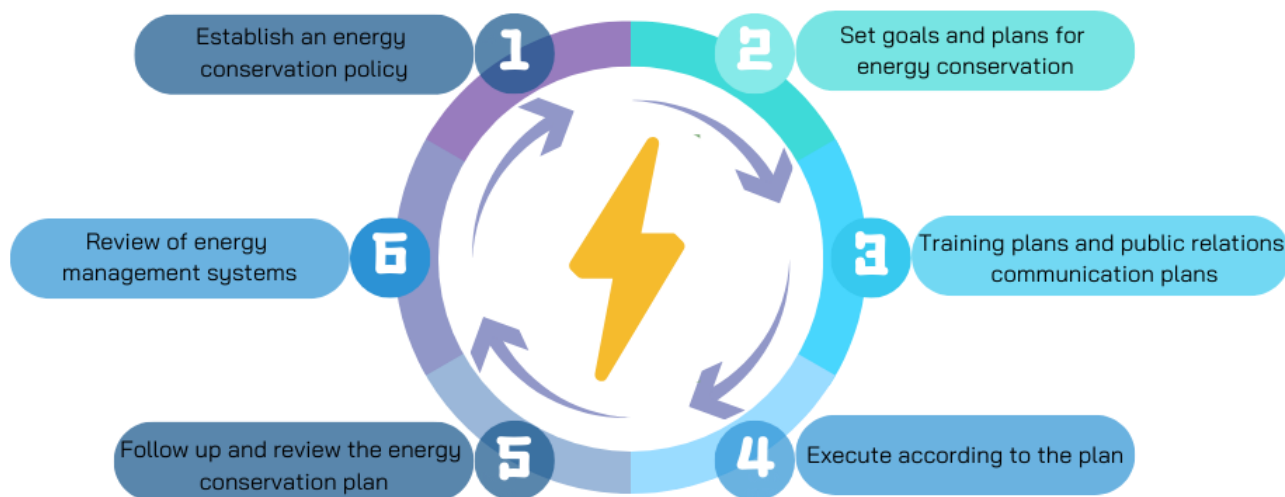 1
Establish an energy
conservation policy
2
Set goals and plans for
energy conservation
3
Training plans and public relations
communication plans
4
Execute according to the plan
5
Follow up and review the energy
conservation plan
6
Review of energy
management systems